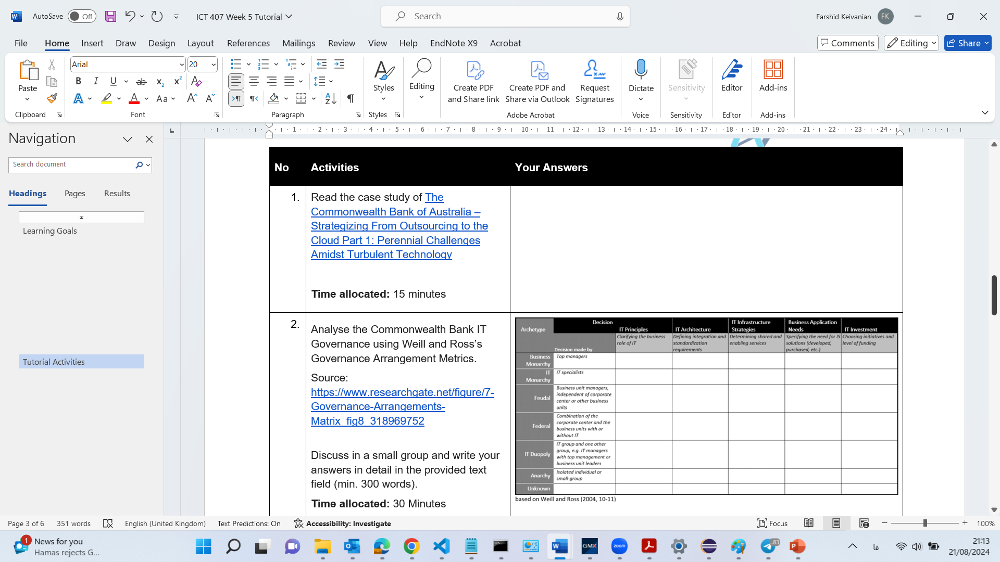 AutoSave Off
ICT 407 Week 5 Tutorial
Search
Farshid Keivanian
FK
File Home Insert Draw Design Layout References Mailings Review View Help EndNote X9 Acrobat
Comments Editing Share
Paste
Clipboard
Arial 20
Font
Paragraph
Styles
Styles
Editing
Create PDF
and Share link
Create PDF and
Share via Outlook
Request
Signatures
Adobe Acrobat
Dictate
Voice
Sensitivity
Sensitivity
Editor
Editor
Add-ins
Add-ins
Navigation
Search document
Headings Pages Results
Learning Goals
Tutorial Activities
1 2 3 4 5 6 7 8 9 10 11 12 13 14 15 16 17 18 19 20 21 22 23 24
No Activities Your Answers
1. Read the case study of The
Commonwealth Bank of Australia –
Strategizing From Outsourcing to the
Cloud Part 1: Perennial Challenges
Amidst Turbulent Technology
Time allocated: 15 minutes
2. Analyse the Commonwealth Bank IT
Governance using Weill and Ross’s
Governance Arrangement Metrics.
Source:
https://www.researchgate.net/figure/7-
Governance-Arrangements-
Matrix_fig8_318969752
Discuss in a small group and write your
answers in detail in the provided text
field (min. 300 words).
Time allocated: 30 Minutes
Archetype
Decision
Decision made by
IT Principles
Clarifying the business
role of IT
IT Architecture
Defining integration and
standardization
requirements
IT Infrastructure
Strategies
Determining shared and
enabling services
Business Application
Needs
Specifying the need for IS
solutions (developed,
purchased, etc.)
IT Investment
Choosing initiatives and
level of funding
Business
Monarchy
Top managers
IT
Monarchy
IT specialists
Feudal
Business unit managers,
independent of corporate
center or other business
units
Federal
Combination of the
corporate center and the
business units with or
without IT
IT Duopoly
IT group and one other
group, e.g. IT managers
with top management or
business unit leaders
Anarchy
Isolated individual or
small-group
Unknown
based on Weill and Ross (2004, 10-11)
Page 3 of 6 351 words English (United Kingdom) Text Predictions: On Accessibility: Investigate
Focus
100%
1
News for you
Hamas rejects G...
GMX
zoom
83
فا
21:13
21/08/2024